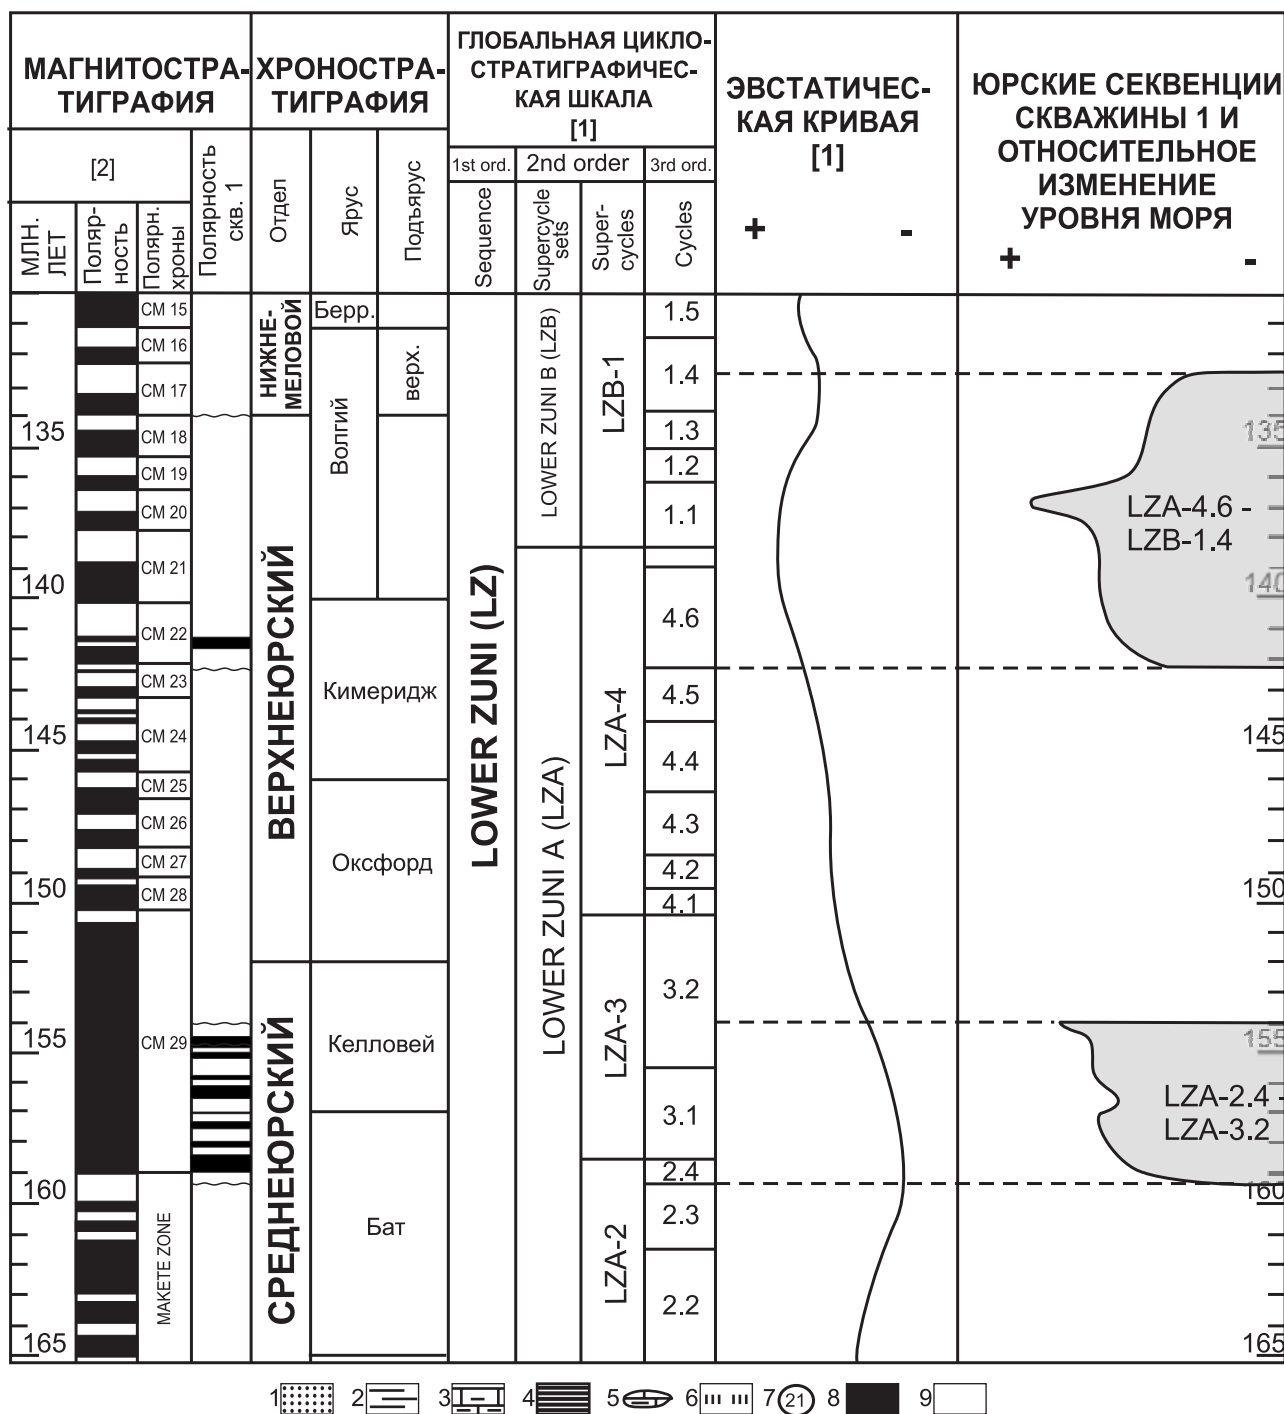 МАГНИТОСТРА-
ТИГРАФИЯ
ХРОНОСТРА-
ТИГРАФИЯ
ГЛОБАЛЬНАЯ ЦИКЛО-
СТРАТИГРАФИЧЕС-
КАЯ ШКАЛА
[1]
ЭВСТАТИЧЕС-
КАЯ КРИВАЯ
[1]
+ -
ЮРСКИЕ СЕКВЕНЦИИ
СКВАЖИНЫ 1 И
ОТНОСИТЕЛЬНОЕ
ИЗМЕНЕНИЕ
УРОВНЯ МОРЯ
+ -
[2]
МЛН.
ЛЕТ
Поляр-
ность
Полярн.
хроны
Полярность
скв. 1
Отдел
Ярус
Подъярус
1st ord.
2nd order
3rd ord.
Sequence
Supercycle
sets
Super-
cycles
Cycles
135
140
145
150
155
160
165
CM 15
CM 16
CM 17
CM 18
CM 19
CM 20
CM 21
CM 22
CM 23
CM 24
CM 25
CM 26
CM 27
CM 28
CM 29
MAKETE ZONE
НИЖНЕ-
МЕЛОВОЙ
ВЕРХНЕЮРСКИЙ
СРЕДНЕЮРСКИЙ
Берр.
Волгий
Кимеридж
Оксфорд
Келловей
Бат
верх.
LOWER ZUNI (LZ)
LOWER ZUNI B (LZB)
LOWER ZUNI A (LZA)
LZB-1
LZA-4
LZA-3
LZA-2
1.5
1.4
1.3
1.2
1.1
4.6
4.5
4.4
4.3
4.2
4.1
3.2
3.1
2.4
2.3
2.2
LZA-4.6 -
LZB-1.4
LZA-2.4 -
LZA-3.2
135
140
145
150
155
160
165
1 2 3 4 5 6 7 21 8 9